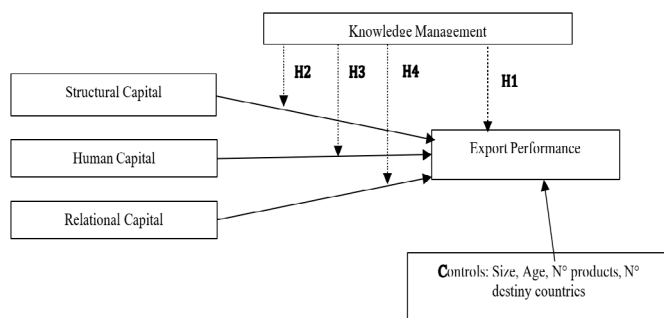 Knowledge Management
H2
H3
H4
H1
Structural Capital
Human Capital
Export Performance
Relational Capital
Controls: Size, Age, N° products, N°
destiny countries